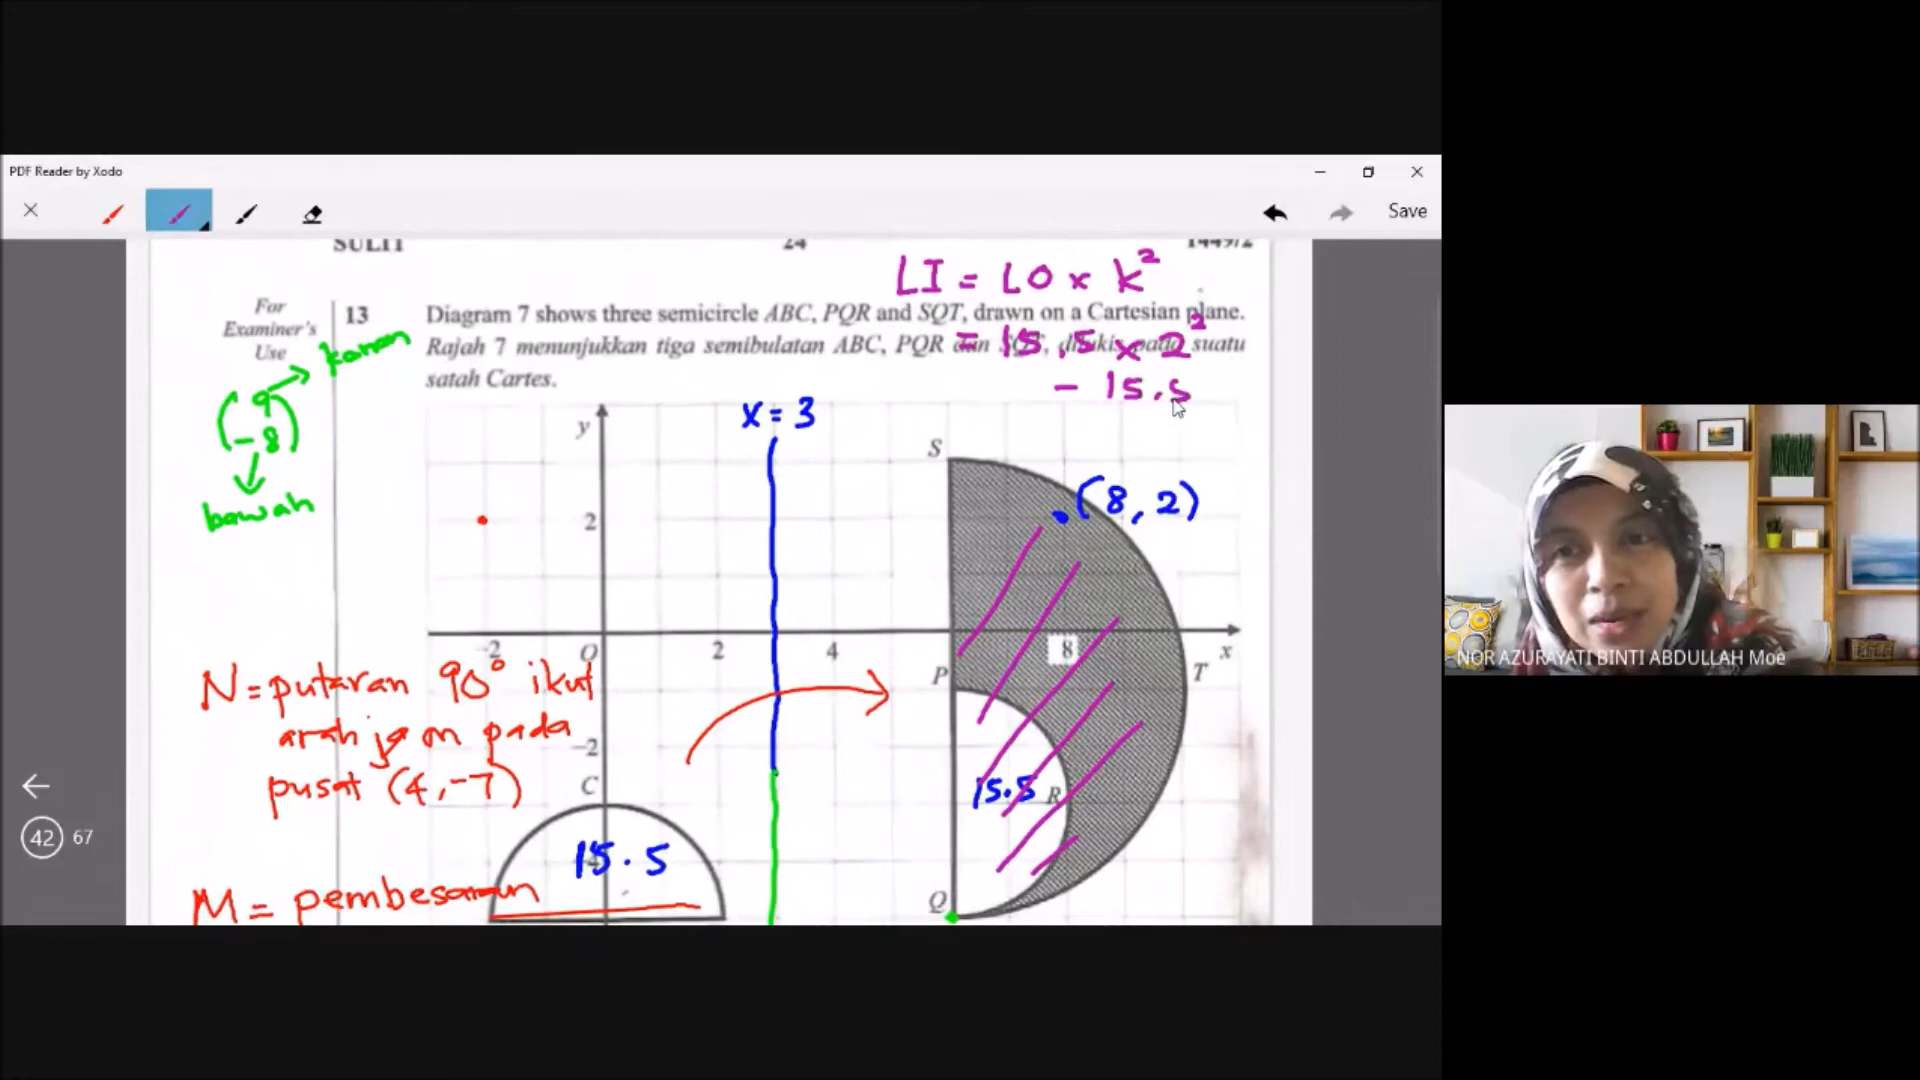 PDF Reader by Xodo
Save
SULIT 24 1449/2
LI = LO x k²
= 15.5 x 2²
- 15.5
For
Examiner's
Use
13 Diagram 7 shows three semicircle ABC, PQR and SQT, drawn on a Cartesian plane.
Rajah 7 menunjukkan tiga semibulatan ABC, PQR dan SQT, dilukis pada suatu
satah Cartes.
kanan
(9
-8)
bawah
x = 3
y
S
(8, 2)
2
-2 O 2 4 8 x
P T
N = putaran 90° ikut
arah jam pada
pusat (4,-7)
-2
C
15.5
R
15.5
M = pembesaran
Q
42 67
NOR AZURAYATI BINTI ABDULLAH Moe